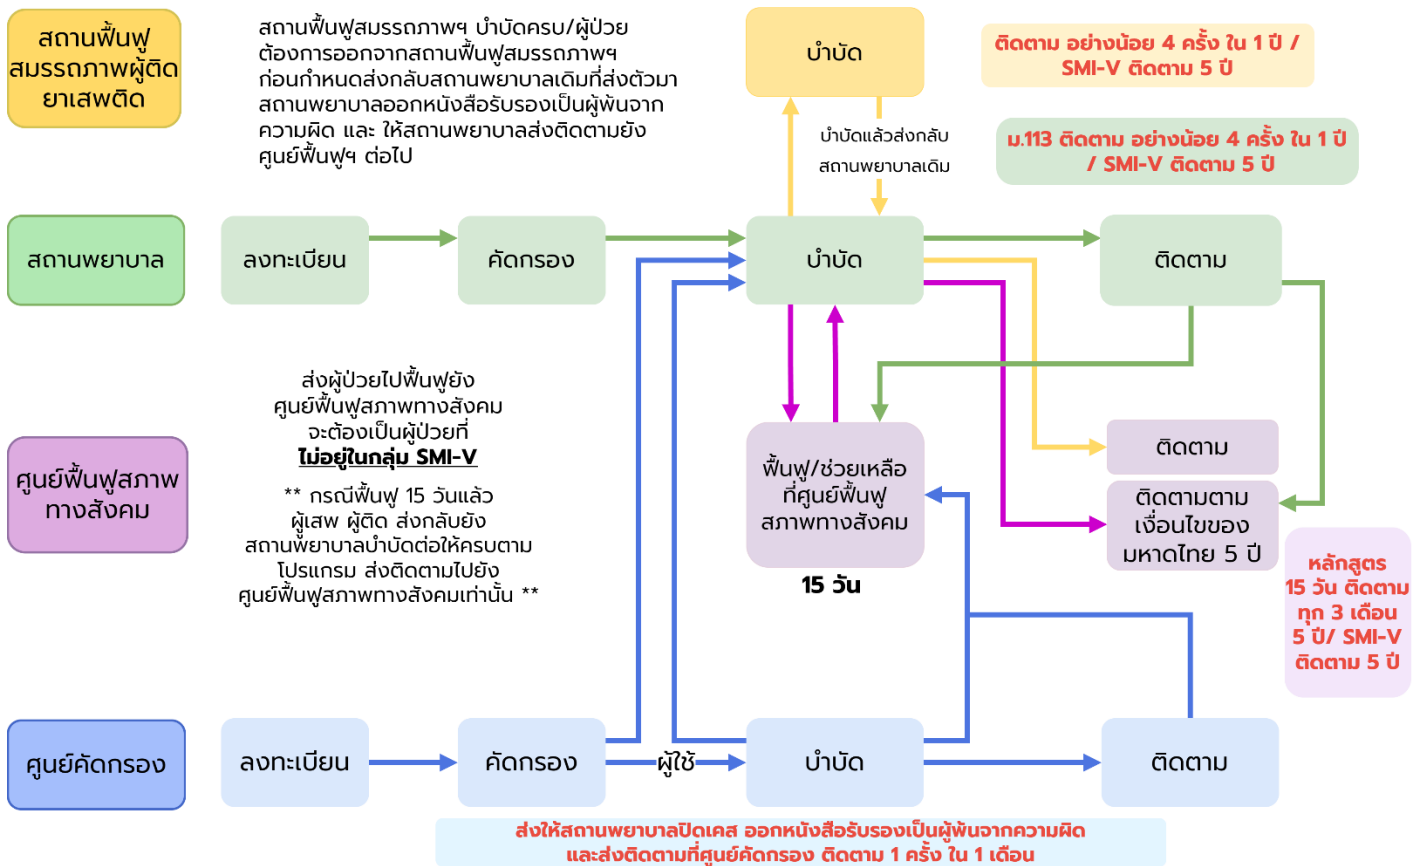 สถานฟื้นฟู
สมรรถภาพผู้ติด
ยาเสพติด
สถานฟื้นฟูสมรรถภาพฯ บำบัดครบ/ผู้ป่วย
ต้องการออกจากสถานฟื้นฟูสมรรถภาพฯ
ก่อนกำหนดส่งกลับสถานพยาบาลเดิมที่ส่งตัวมา
สถานพยาบาลออกหนังสือรับรองเป็นผู้พ้นจาก
ความผิด และ ให้สถานพยาบาลส่งติดตามยัง
ศูนย์ฟื้นฟูฯ ต่อไป
บำบัด
ติดตาม อย่างน้อย 4 ครั้ง ใน 1 ปี /
SMI-V ติดตาม 5 ปี
บำบัดแล้วส่งกลับ
สถานพยาบาลเดิม
ม.113 ติดตาม อย่างน้อย 4 ครั้ง ใน 1 ปี
/ SMI-V ติดตาม 5 ปี
สถานพยาบาล
ลงทะเบียน
คัดกรอง
บำบัด
ติดตาม
ศูนย์ฟื้นฟูสภาพ
ทางสังคม
ส่งผู้ป่วยไปฟื้นฟูยัง
ศูนย์ฟื้นฟูสภาพทางสังคม
จะต้องเป็นผู้ป่วยที่
ไม่อยู่ในกลุ่ม SMI-V
** กรณีฟื้นฟู 15 วันแล้ว
ผู้เสพ ผู้ติด ส่งกลับยัง
สถานพยาบาลบำบัดต่อให้ครบตาม
โปรแกรม ส่งติดตามไปยัง
ศูนย์ฟื้นฟูสภาพทางสังคมเท่านั้น **
ฟื้นฟู/ช่วยเหลือ
ที่ศูนย์ฟื้นฟู
สภาพทางสังคม
15 วัน
ติดตาม
ติดตามตาม
เงื่อนไขของ
มหาดไทย 5 ปี
หลักสูตร
15 วัน ติดตาม
ทุก 3 เดือน
5 ปี/ SMI-V
ติดตาม 5 ปี
ศูนย์คัดกรอง
ลงทะเบียน
คัดกรอง
ผู้ใช้
บำบัด
ติดตาม
ส่งให้สถานพยาบาลปิดเคส ออกหนังสือรับรองเป็นผู้พ้นจากความผิด
และส่งติดตามที่ศูนย์คัดกรอง ติดตาม 1 ครั้ง ใน 1 เดือน